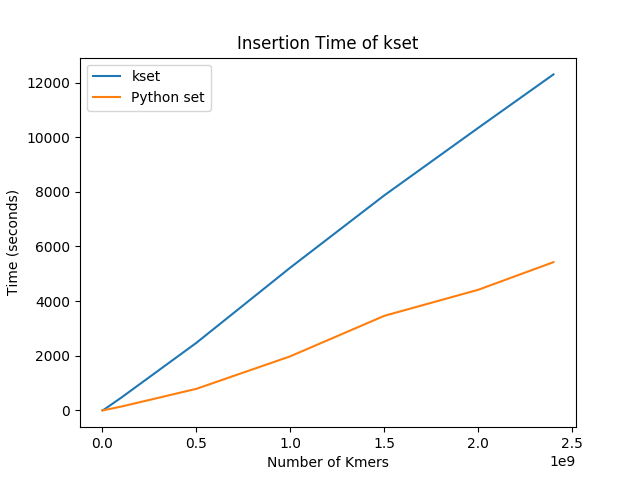 Insertion Time of kset
kset
Python set
Time (seconds)
12000
10000
8000
6000
4000
2000
0
0.0 0.5 1.0 1.5 2.0 2.5
1e9
Number of Kmers